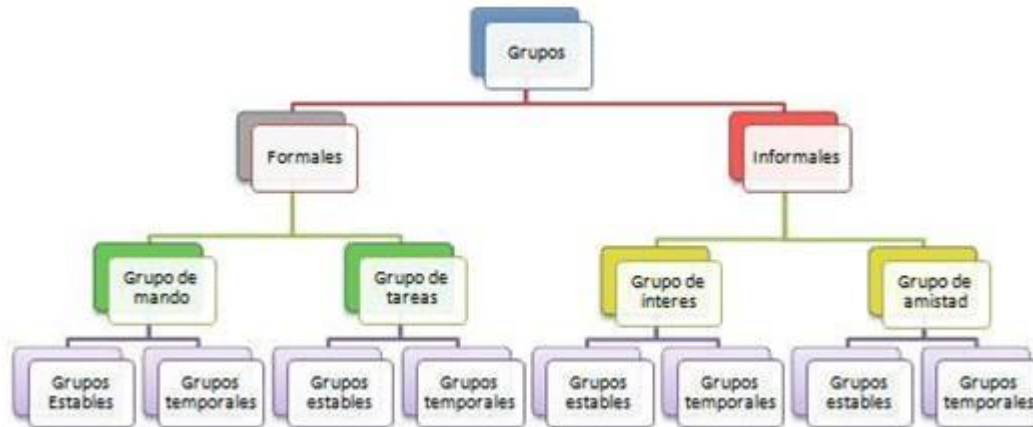 Grupos
Formales
Informales
Grupo de
mando
Grupo de
tareas
Grupo de
interes
Grupo de
amistad
Grupos
Estables
Grupos
temporales
Grupos
estables
Grupos
temporales
Grupos
estables
Grupos
temporales
Grupos
estables
Grupos
temporales